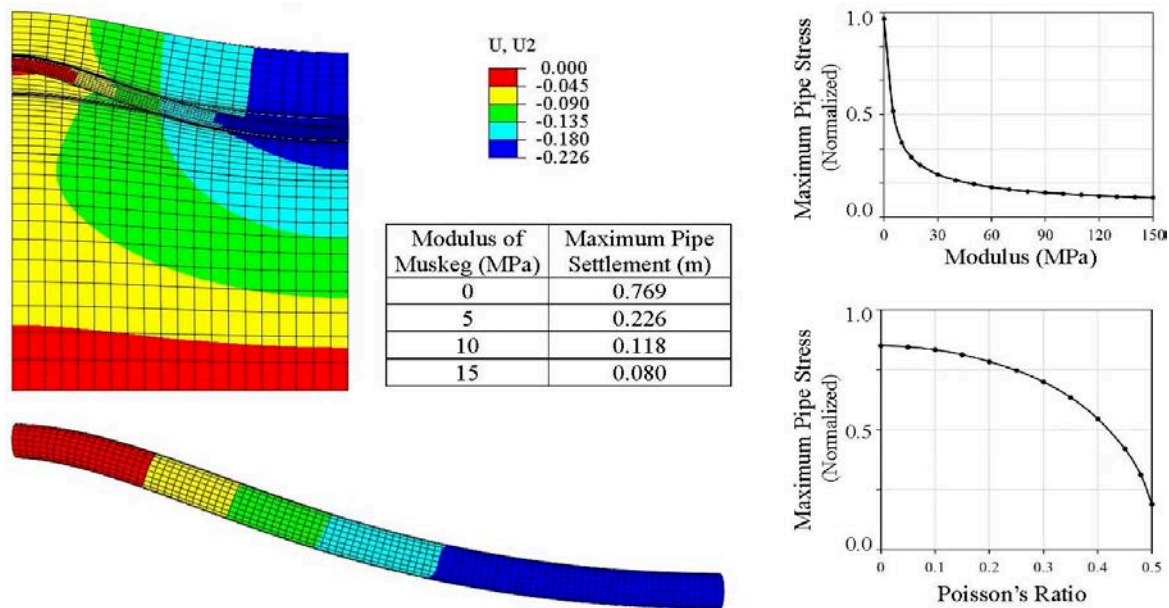 U, U2
0.000
-0.045
-0.090
-0.135
-0.180
-0.226
Modulus of Muskeg (MPa) Maximum Pipe Settlement (m)
0 0.769
5 0.226
10 0.118
15 0.080
Maximum Pipe Stress
(Normalized)
1.0
0.5
0.0
0 30 60 90 120 150
Modulus (MPa)
Maximum Pipe Stress
(Normalized)
1.0
0.5
0.0
0 0.1 0.2 0.3 0.4 0.5
Poisson's Ratio